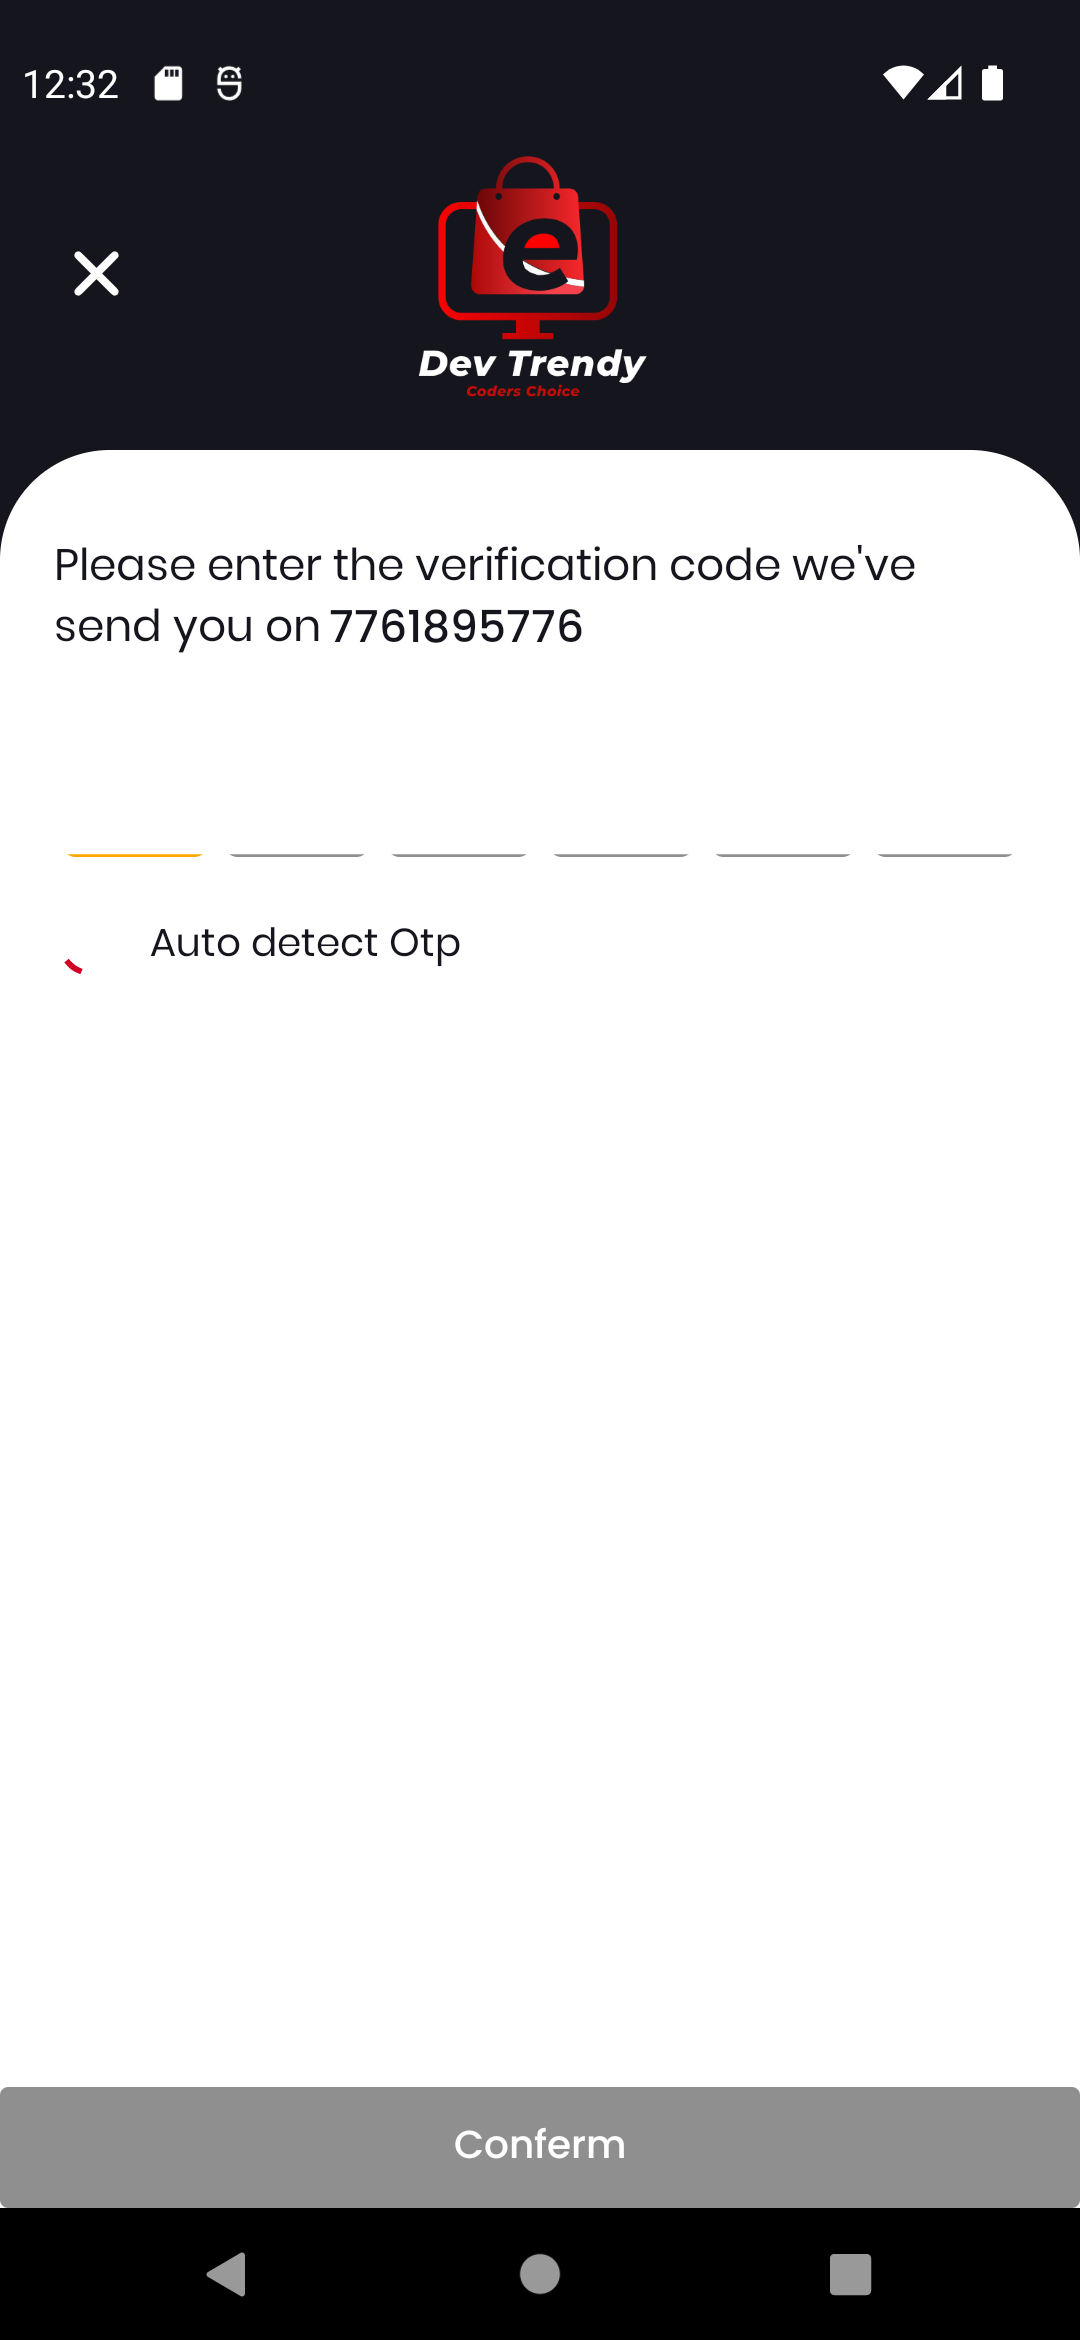 12:32
e
Dev Trendy
Coders Choice
Please enter the verification code we've
send you on 7761895776
Auto detect Otp
Conferm